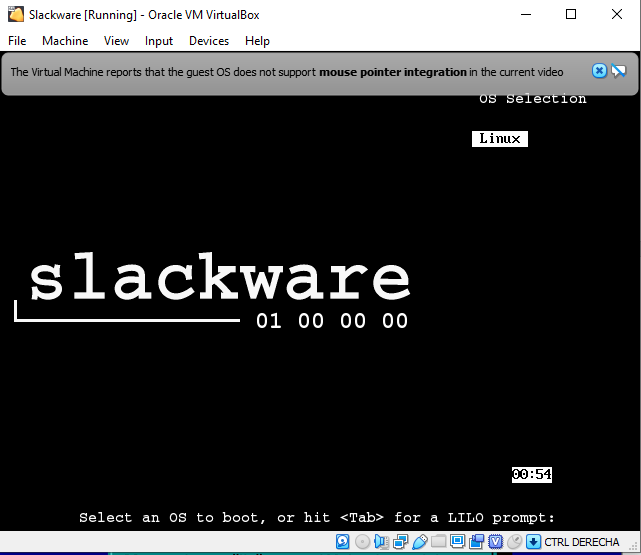 Slackware [Running] - Oracle VM VirtualBox
File Machine View Input Devices Help
The Virtual Machine reports that the guest OS does not support mouse pointer integration in the current video
OS Selection
Linux
slackware
01 00 00 00
00:54
Select an OS to boot, or hit <Tab> for a LILO prompt:
CTRL DERECHA